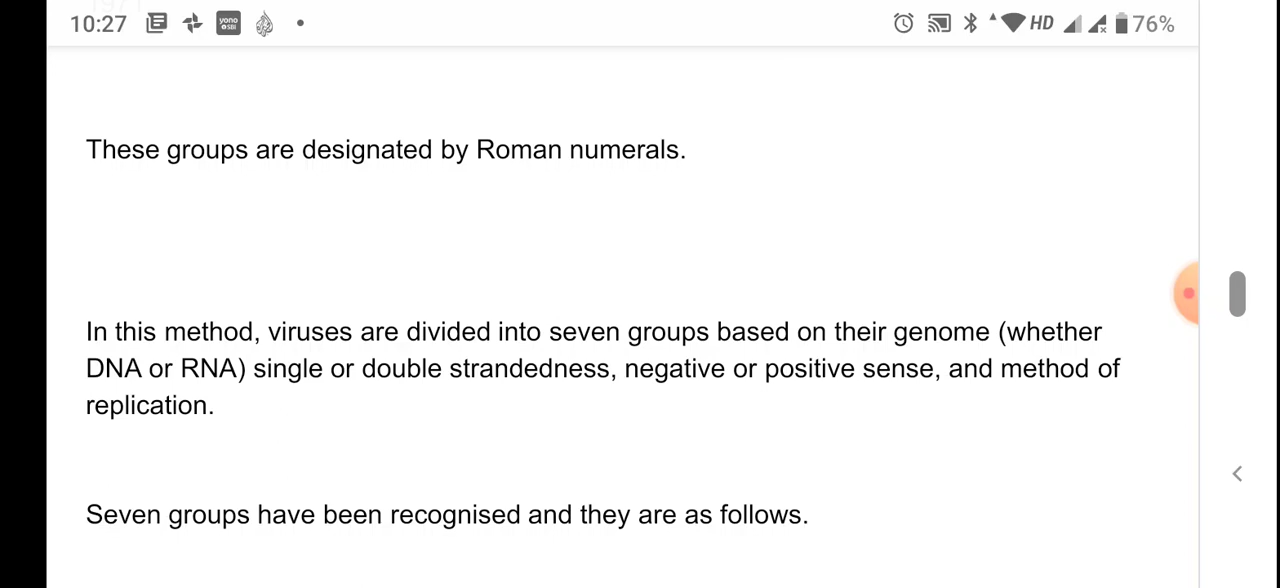 10:27 yono SBI HD 76%
These groups are designated by Roman numerals.
In this method, viruses are divided into seven groups based on their genome (whether
DNA or RNA) single or double strandedness, negative or positive sense, and method of
replication.
Seven groups have been recognised and they are as follows.